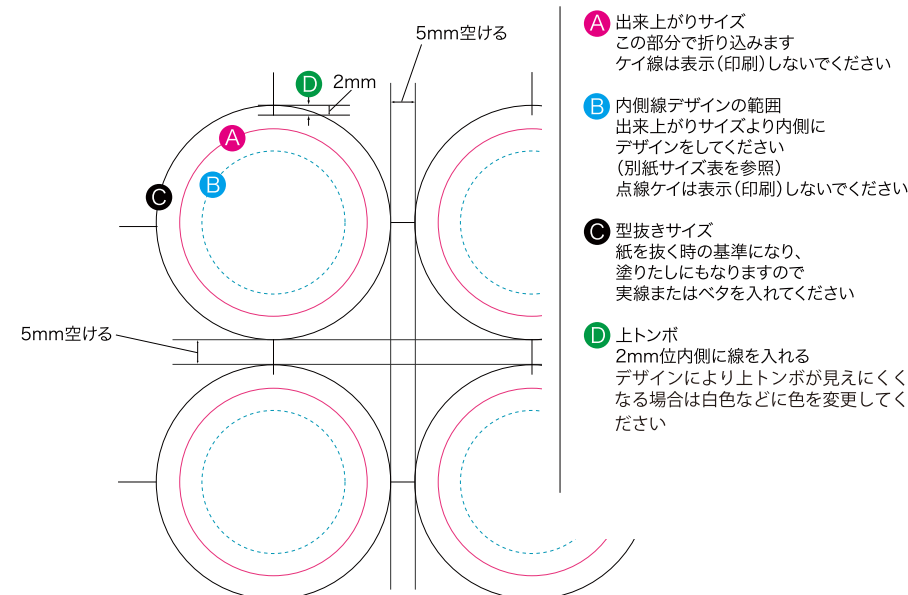 5mm空ける
D
2mm
A
B
C
5mm空ける
A 出来上がりサイズ
この部分で折り込みます
ケイ線は表示(印刷)しないでください
B 内側線デザインの範囲
出来上がりサイズより内側に
デザインをしてください
(別紙サイズ表を参照)
点線ケイは表示(印刷)しないでください
C 型抜きサイズ
紙を抜く時の基準になり、
塗りたしにもなりますので
実線またはベタを入れてください
D 上トンボ
2mm位内側に線を入れる
デザインにより上トンボが見えにくく
なる場合は白色などに色を変更してく
ださい